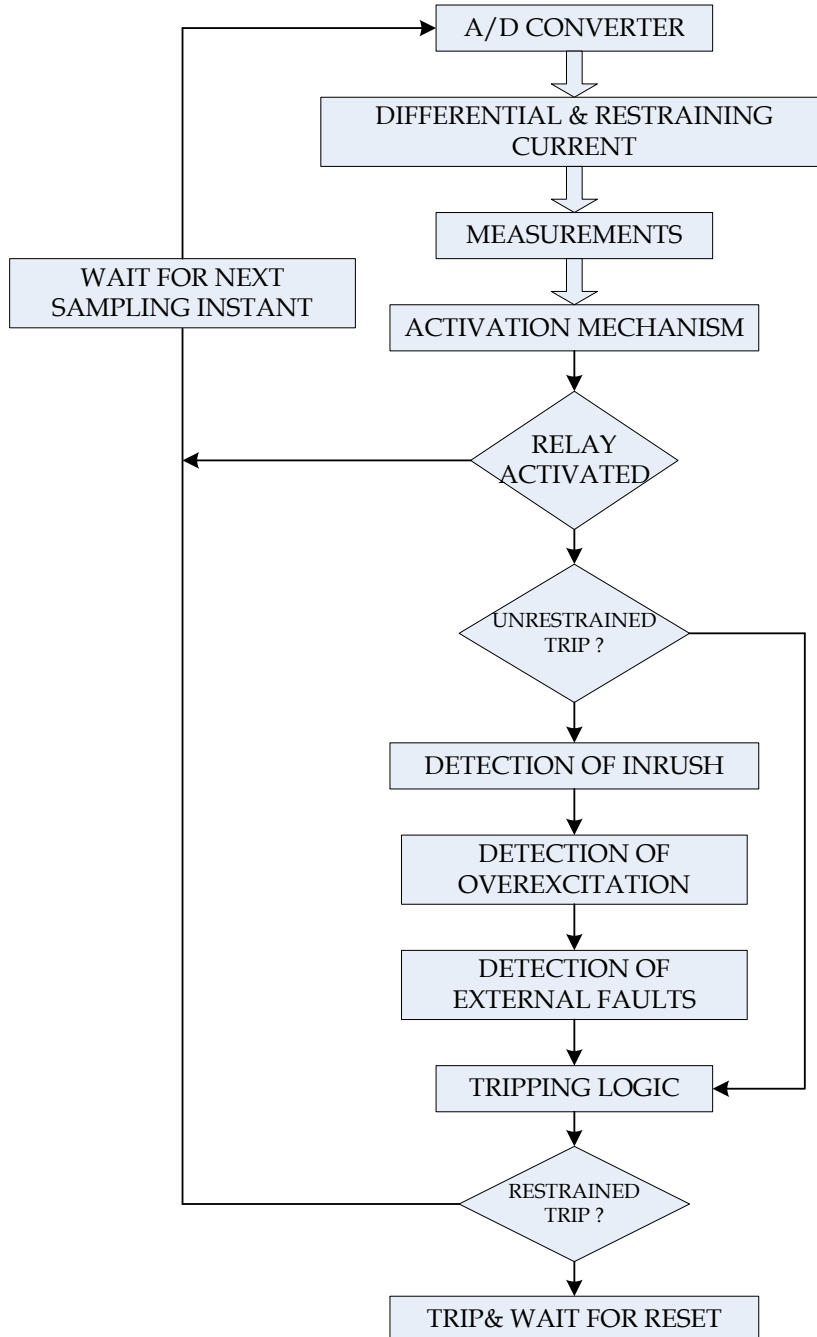 A/D CONVERTER
DIFFERENTIAL & RESTRAINING
CURRENT
MEASUREMENTS
WAIT FOR NEXT
SAMPLING INSTANT
ACTIVATION MECHANISM
RELAY
ACTIVATED
UNRESTRAINED
TRIP ?
DETECTION OF INRUSH
DETECTION OF
OVEREXCITATION
DETECTION OF
EXTERNAL FAULTS
TRIPPING LOGIC
RESTRAINED
TRIP ?
TRIP& WAIT FOR RESET